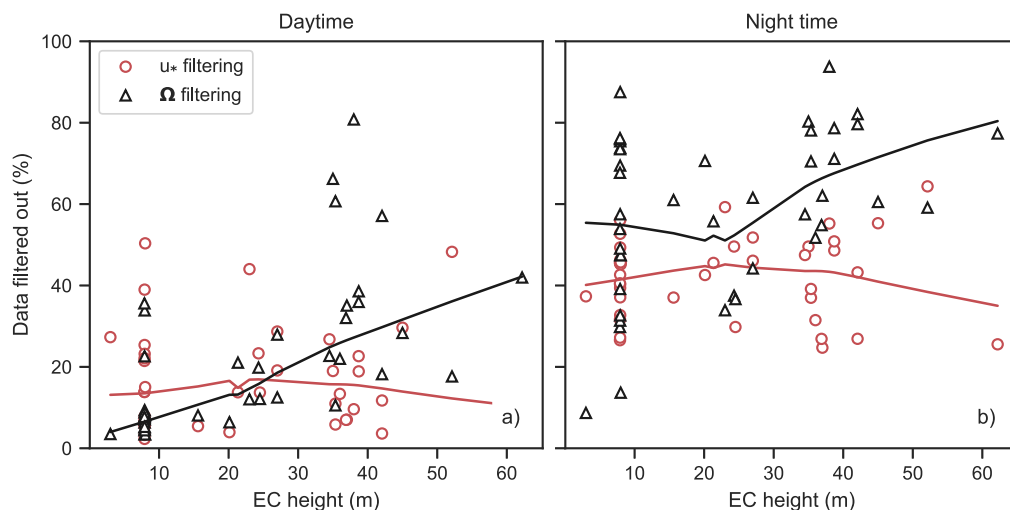 Daytime
Night time
100
80
60
40
20
0
Data filtered out (%)
u* filtering
Ω filtering
a)
b)
10 20 30 40 50 60
10 20 30 40 50 60
EC height (m)
EC height (m)